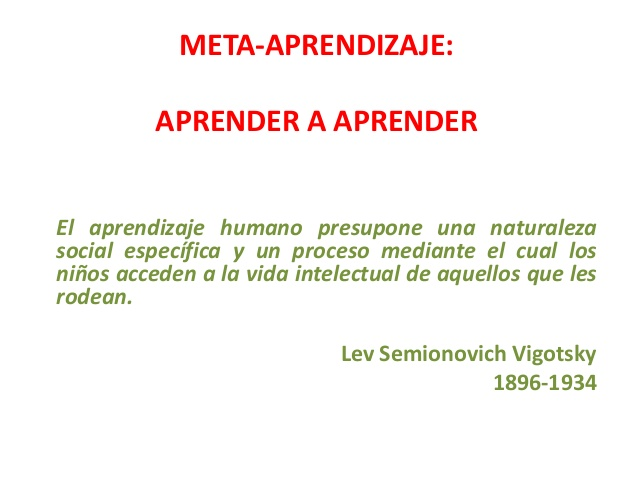 META-APRENDIZAJE:
APRENDER A APRENDER
El aprendizaje humano presupone una naturaleza
social específica y un proceso mediante el cual los
niños acceden a la vida intelectual de aquellos que les
rodean.
Lev Semionovich Vigotsky
1896-1934